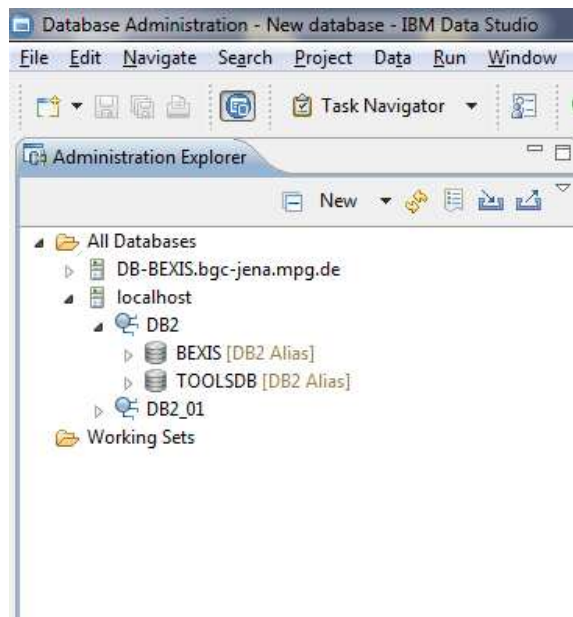 Database Administration - New database - IBM Data Studio
File Edit Navigate Search Project Data Run Window
Task Navigator
Administration Explorer
New
All Databases
DB-BEXIS.bgc-jena.mpg.de
localhost
DB2
BEXIS [DB2 Alias]
TOOLSDB [DB2 Alias]
DB2_01
Working Sets